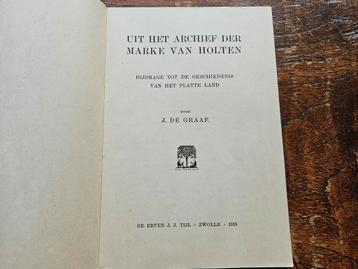 UIT HET ARCHIEF DER
MARKE VAN HOLTEN
BIJDRAGE TOT DE GESCHIEDENIS
VAN HET PLATTE LAND
DOOR
J. DE GRAAF.
DE ERVEN J. J. TIJL - ZWOLLE -